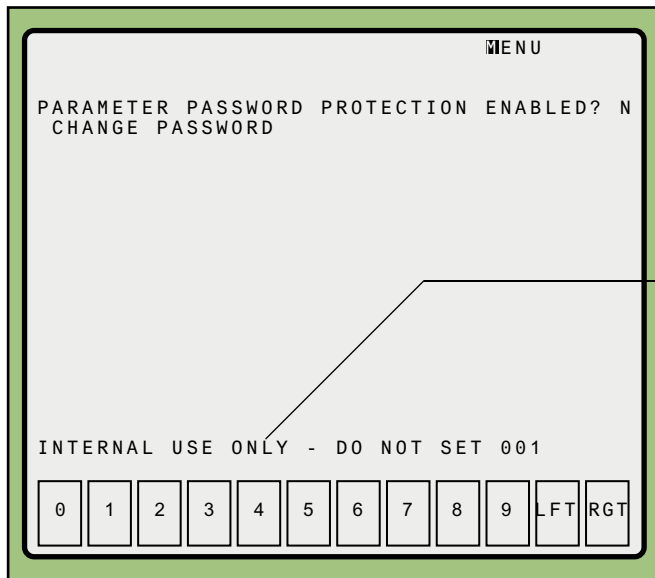 MENU
PARAMETER PASSWORD PROTECTION ENABLED? N
CHANGE PASSWORD
INTERNAL USE ONLY - DO NOT SET 001
0 1 2 3 4 5 6 7 8 9 LFT RGT